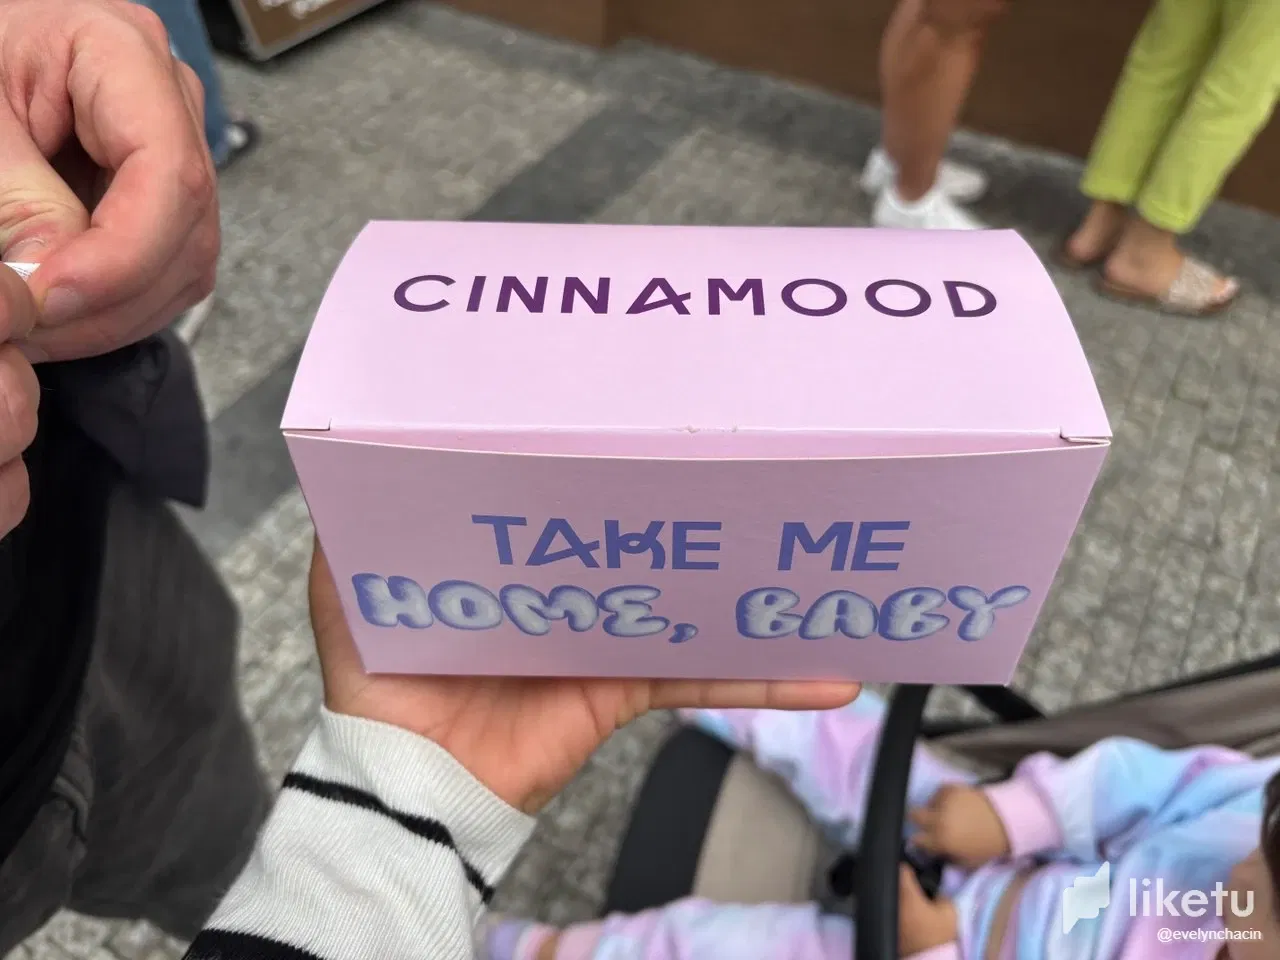 CINNAMOOD
TAKE ME
HOME, BABY
liketu
@evelynchacin